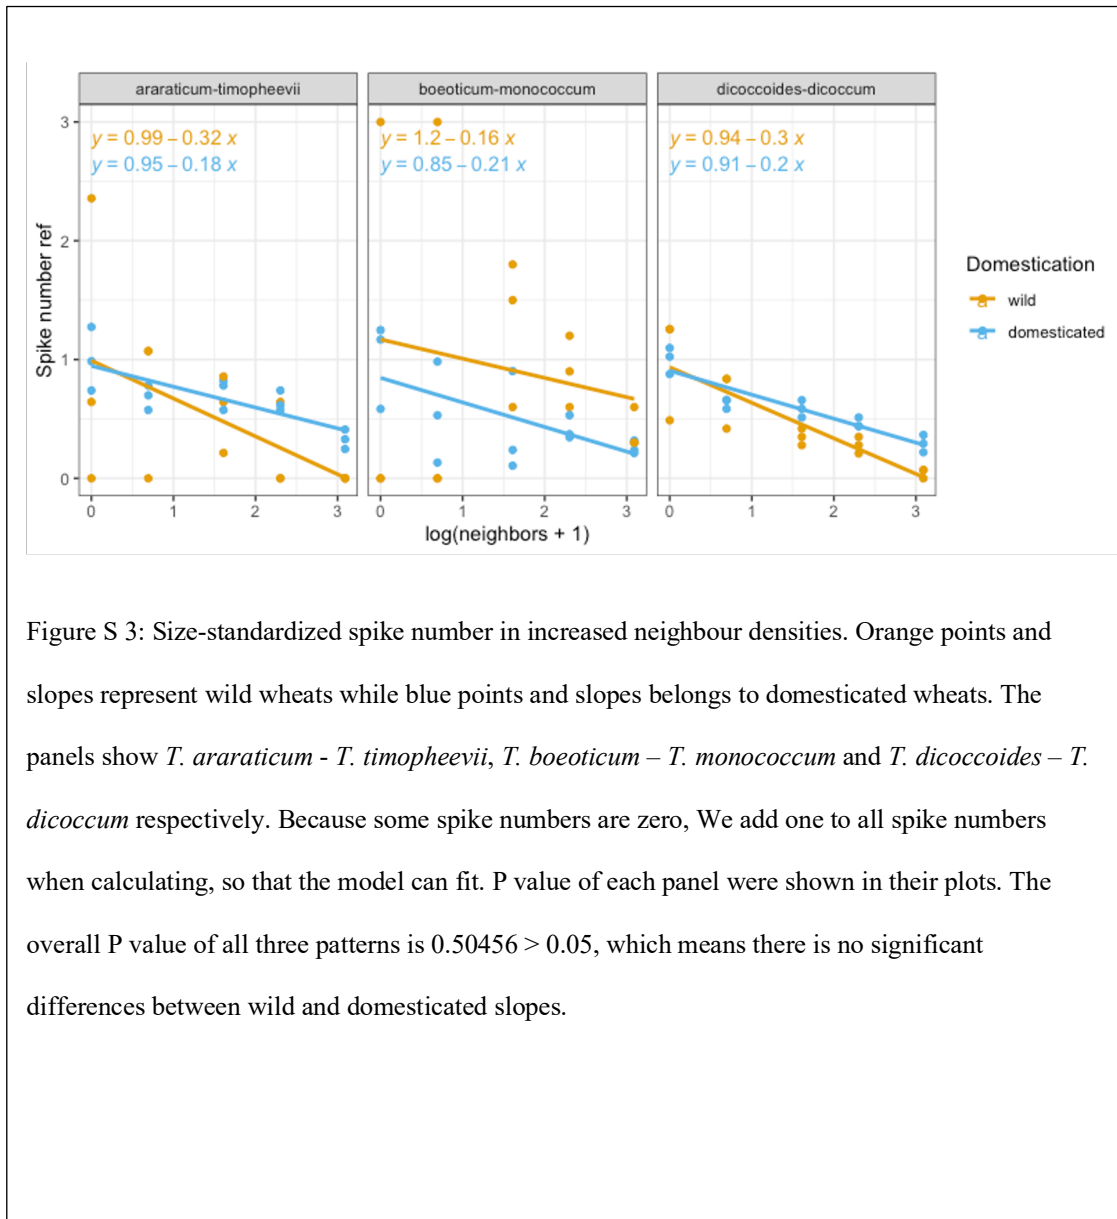 araraticum-timopheevii
boeoticum-monococcum
dicoccoides-dicoccum
y = 0.99 – 0.32 x
y = 0.95 – 0.18 x
y = 1.2 – 0.16 x
y = 0.85 – 0.21 x
y = 0.94 – 0.3 x
y = 0.91 – 0.2 x
3
2
1
0
Spike number ref
0 1 2 3
0 1 2 3
0 1 2 3
log(neighbors + 1)
Domestication
a wild
a domesticated
Figure S 3: Size-standardized spike number in increased neighbour densities. Orange points and
slopes represent wild wheats while blue points and slopes belongs to domesticated wheats. The
panels show T. araraticum - T. timopheevii, T. boeoticum – T. monococcum and T. dicoccoides – T.
dicoccum respectively. Because some spike numbers are zero, We add one to all spike numbers
when calculating, so that the model can fit. P value of each panel were shown in their plots. The
overall P value of all three patterns is 0.50456 > 0.05, which means there is no significant
differences between wild and domesticated slopes.